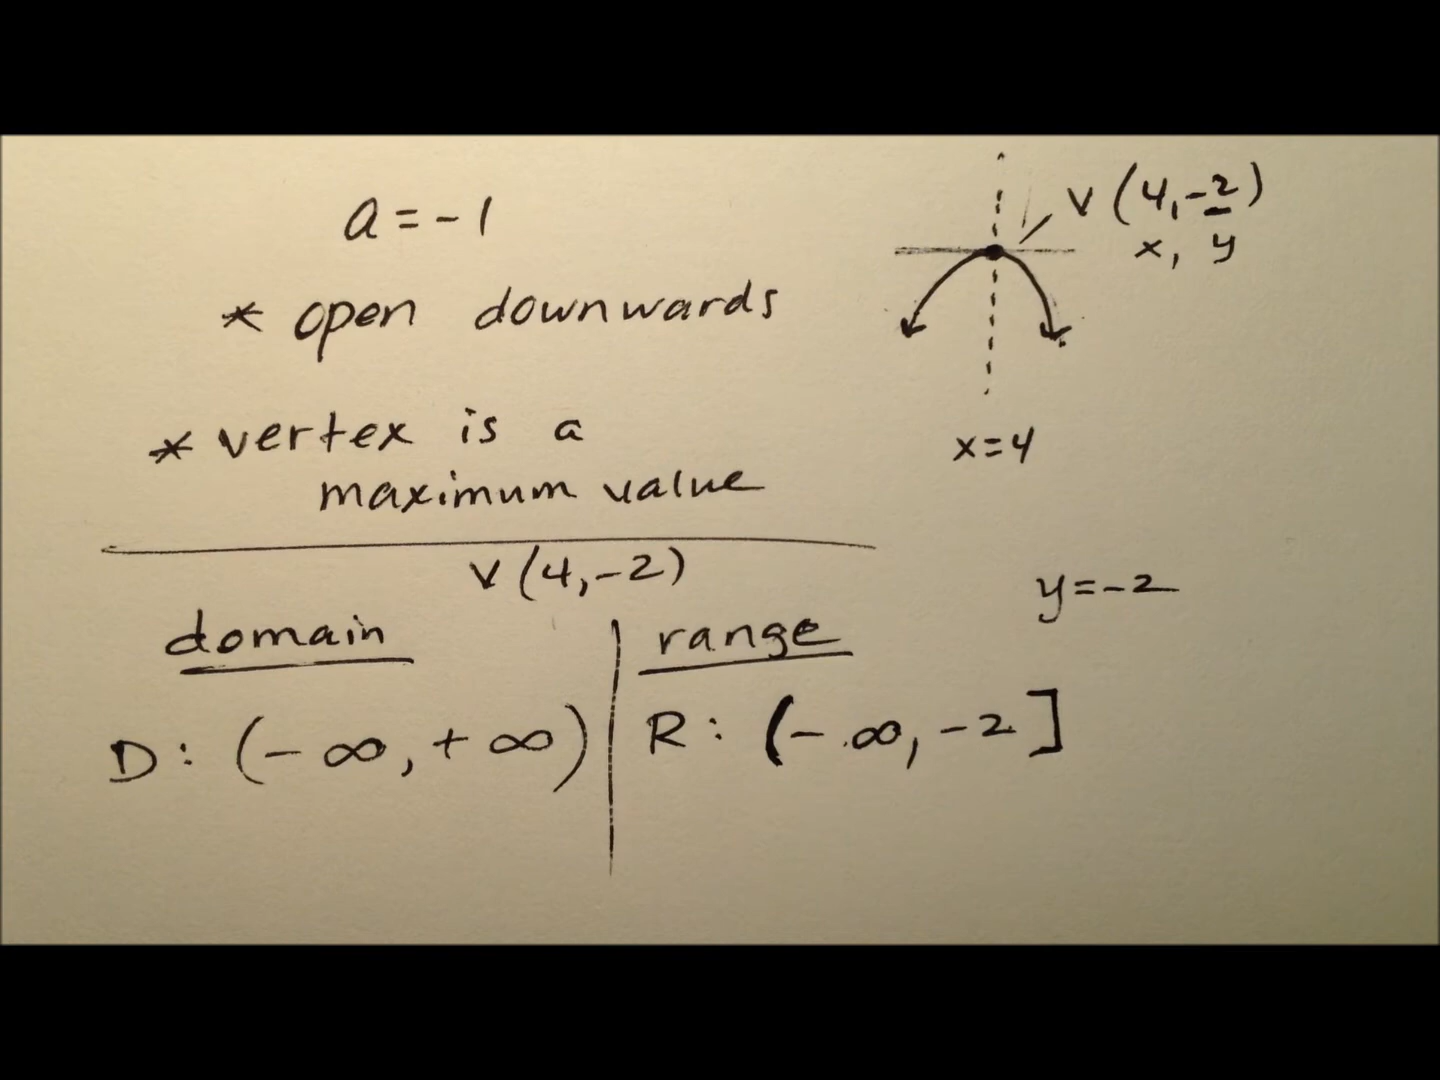 a = -1
V (4, -2)
x, y
* open downwards
* vertex is a
x = 4
maximum value
V (4, -2)
y = -2
domain
range
D : (-∞, +∞)
R : (-∞, -2]